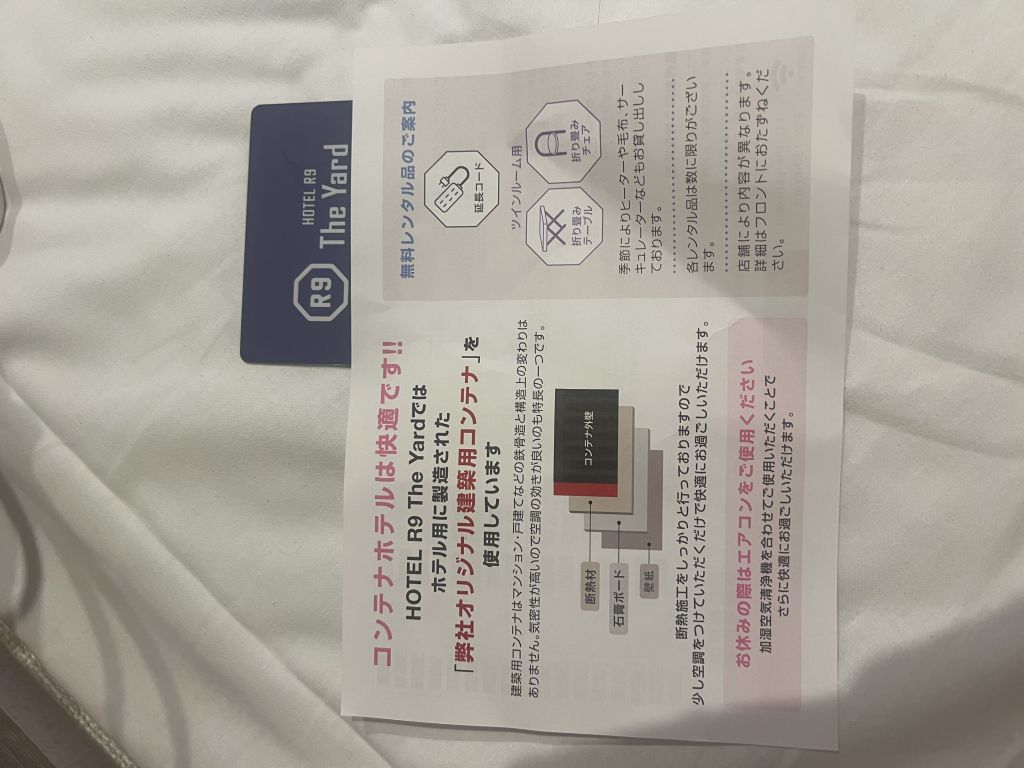 HOTEL R9
R9 The Yard
コンテナホテルは快適です!!
HOTEL R9 The Yardでは
ホテル用に製造された
「弊社オリジナル建築用コンテナ」を
使用しています
建築用コンテナはマンション・戸建てなどの鉄骨造と構造上の変わりは
ありません。気密性が高いので空調の効きが良いのも特長の一つです。
コンテナ外壁
断熱材
石膏ボード
壁紙
断熱施工をしっかりと行っておりますので
少し空調をつけていただくだけで快適にお過ごしいただけます。
お休みの際はエアコンをご使用ください
加湿空気清浄機を合わせてご使用いただくことで
さらに快適にお過ごしいただけます。
無料レンタル品のご案内
延長コード
ツインルーム用
折り畳み
テーブル
折り畳み
チェア
季節によりヒーターや毛布、サー
キュレーターなどもお貸し出しし
ております。
各レンタル品は数に限りがござい
ます。
店舗により内容が異なります。
詳細はフロントにおたずねくだ
さい。